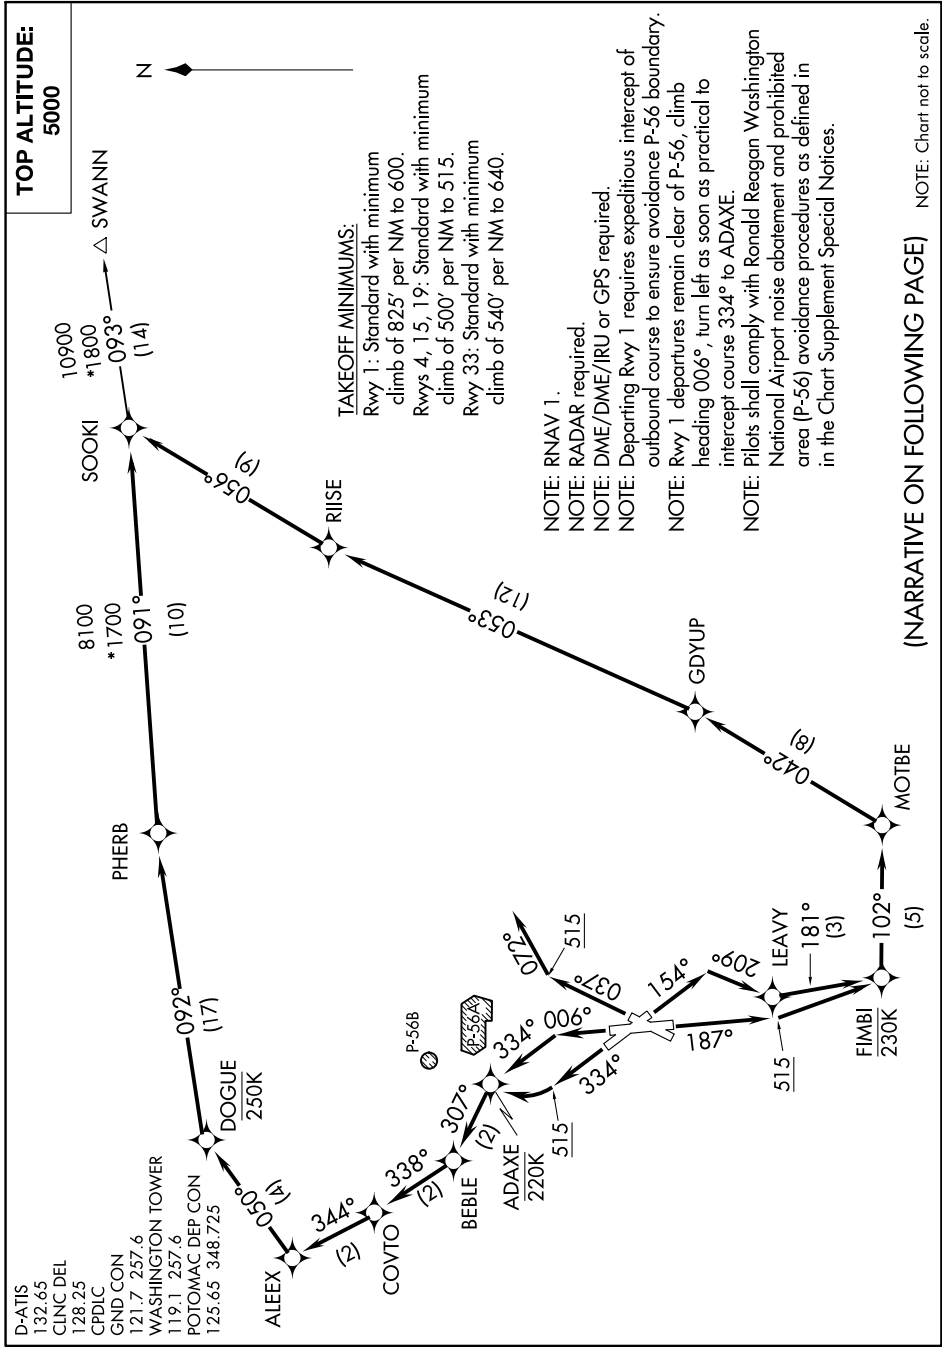 D-ATIS
132.65
CLNC DEL
128.25
CPDLC
GND CON
121.7 257.6
WASHINGTON TOWER
119.1 257.6
POTOMAC DEP CON
125.65 348.725
TOP ALTITUDE:
5000
N
SWANN
10900
*1800
093°
(14)
SOOKI
8100
*1700
091°
(10)
PHERB
092°
(17)
DOGUE
250K
050°
(4)
ALEEX
344°
(2)
COVTO
338°
(2)
BEBLE
307°
(2)
ADAXE
220K
P-56B
P-56A
334°
006°
334°
515
072°
515
037°
154°
209°
LEAVY
187°
181°
(3)
515
FIMBI
230K
102°
(5)
MOTBE
042°
(8)
GDYUP
053°
(12)
RIISE
056°
(9)
TAKEOFF MINIMUMS:
Rwy 1: Standard with minimum
climb of 825' per NM to 600.
Rwys 4, 15, 19: Standard with minimum
climb of 500' per NM to 515.
Rwy 33: Standard with minimum
climb of 540' per NM to 640.
NOTE: RNAV 1.
NOTE: RADAR required.
NOTE: DME/DME/IRU or GPS required.
NOTE: Departing Rwy 1 requires expeditious intercept of
outbound course to ensure avoidance P-56 boundary.
NOTE: Rwy 1 departures remain clear of P-56, climb
heading 006°, turn left as soon as practical to
intercept course 334° to ADAXE.
NOTE: Pilots shall comply with Ronald Reagan Washington
National Airport noise abatement and prohibited
area (P-56) avoidance procedures as defined in
in the Chart Supplement Special Notices.
(NARRATIVE ON FOLLOWING PAGE)
NOTE: Chart not to scale.